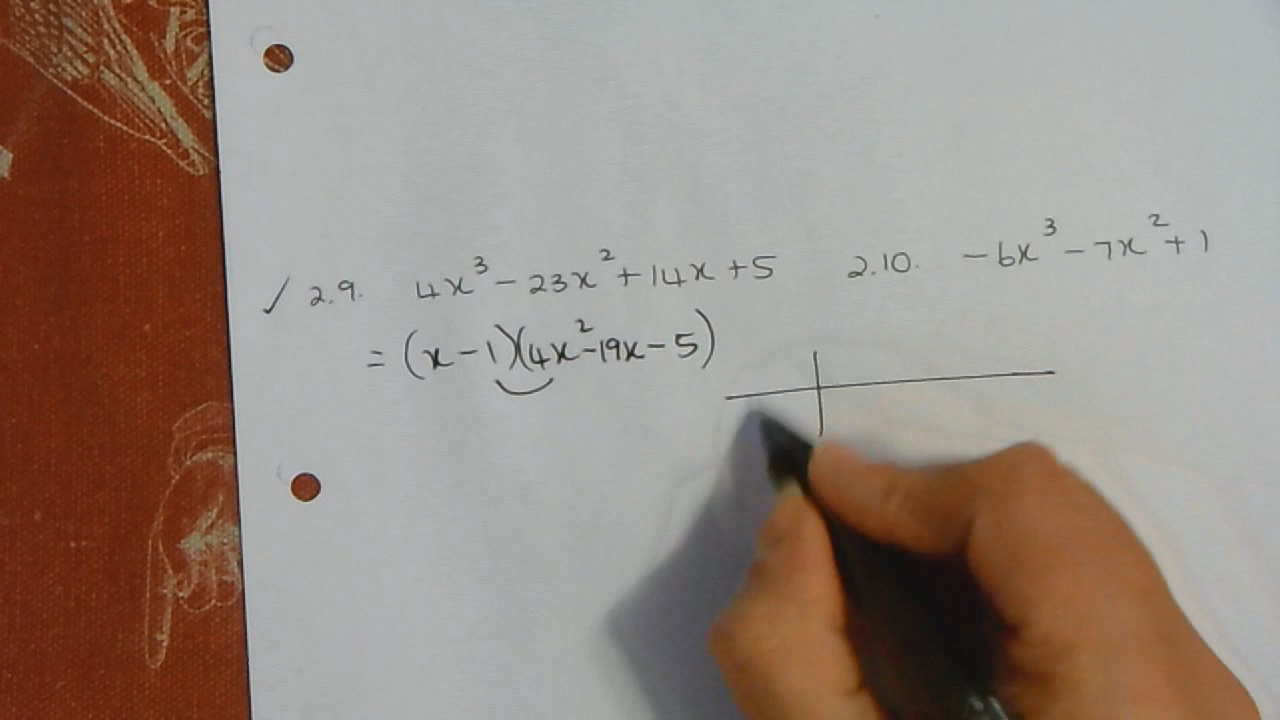 ✓ 2.9. 4x³ - 23x² + 14x + 5 2.10. -6x³ - 7x² + 1
= (x - 1)(4x² - 19x - 5)